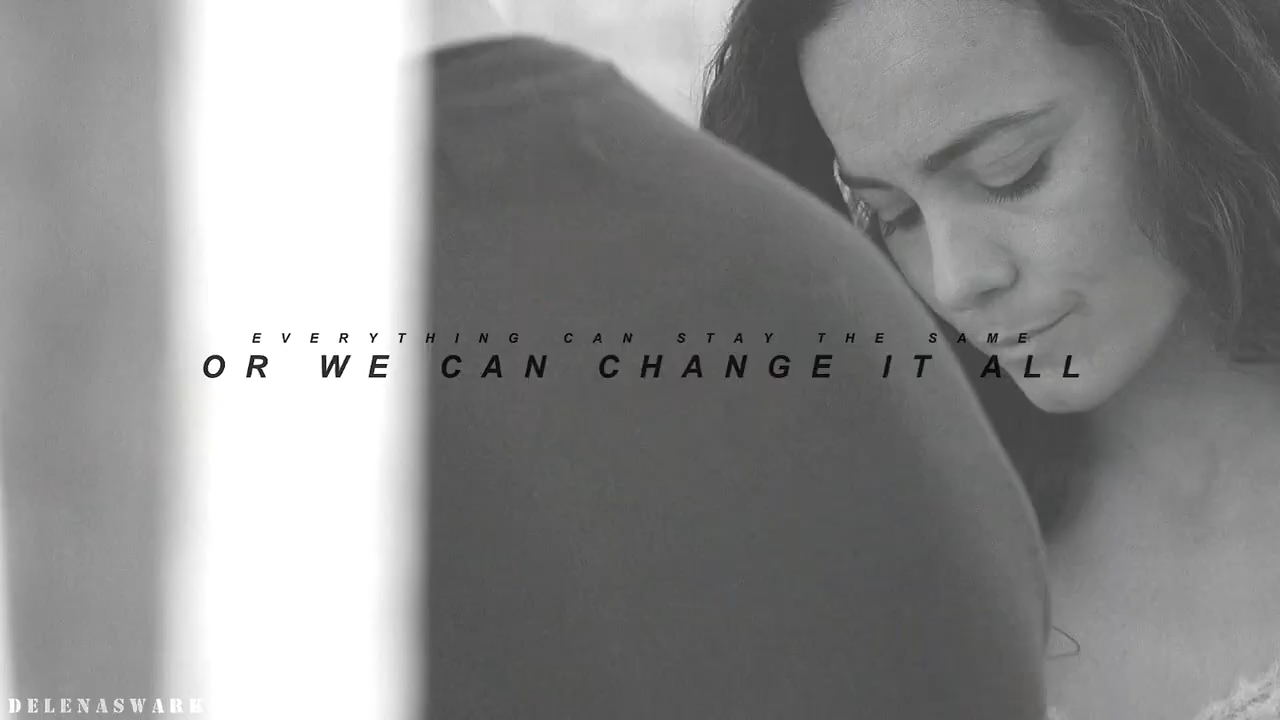 EVERYTHING CAN STAY THE SAME
OR WE CAN CHANGE IT ALL
DELENASWARK